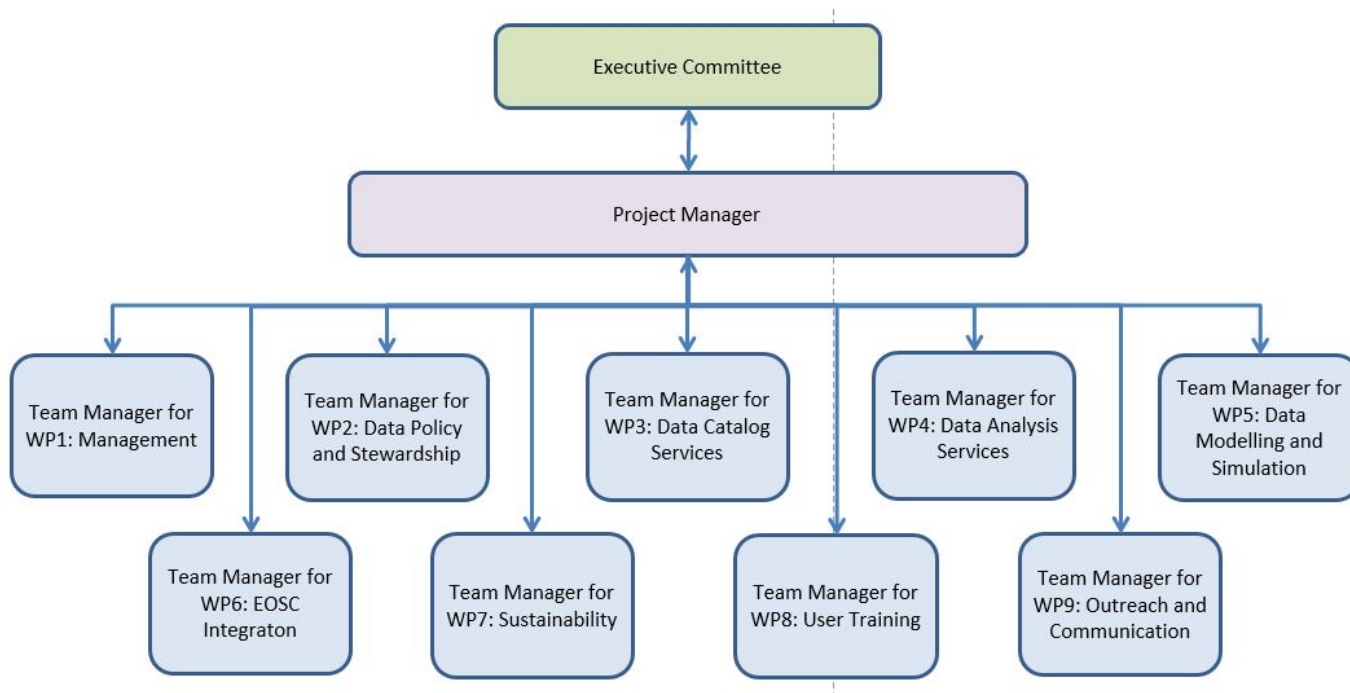 Executive Committee
Project Manager
Team Manager for
WP1: Management
Team Manager for
WP2: Data Policy
and Stewardship
Team Manager for
WP3: Data Catalog
Services
Team Manager for
WP4: Data Analysis
Services
Team Manager for
WP5: Data
Modelling and
Simulation
Team Manager for
WP6: EOSC
Integraton
Team Manager for
WP7: Sustainability
Team Manager for
WP8: User Training
Team Manager for
WP9: Outreach and
Communication